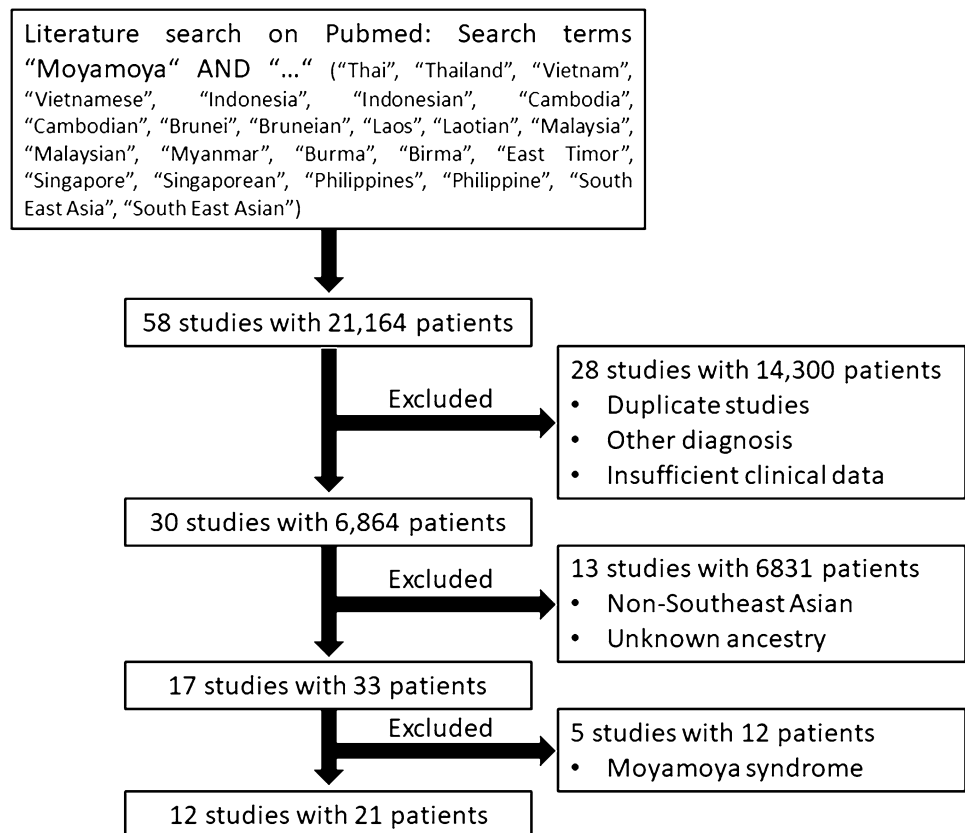 Literature search on Pubmed: Search terms
“Moyamoya“ AND “…“ (“Thai”, “Thailand”, “Vietnam”,
“Vietnamese”, “Indonesia”, “Indonesian”, “Cambodia”,
“Cambodian”, “Brunei”, “Bruneian”, “Laos”, “Laotian”, “Malaysia”,
“Malaysian”, “Myanmar”, “Burma”, “Birma”, “East Timor”,
“Singapore”, “Singaporean”, “Philippines”, “Philippine”, “South
East Asia”, “South East Asian”)
58 studies with 21,164 patients
Excluded
28 studies with 14,300 patients
• Duplicate studies
• Other diagnosis
• Insufficient clinical data
30 studies with 6,864 patients
Excluded
13 studies with 6831 patients
• Non-Southeast Asian
• Unknown ancestry
17 studies with 33 patients
Excluded
5 studies with 12 patients
• Moyamoya syndrome
12 studies with 21 patients